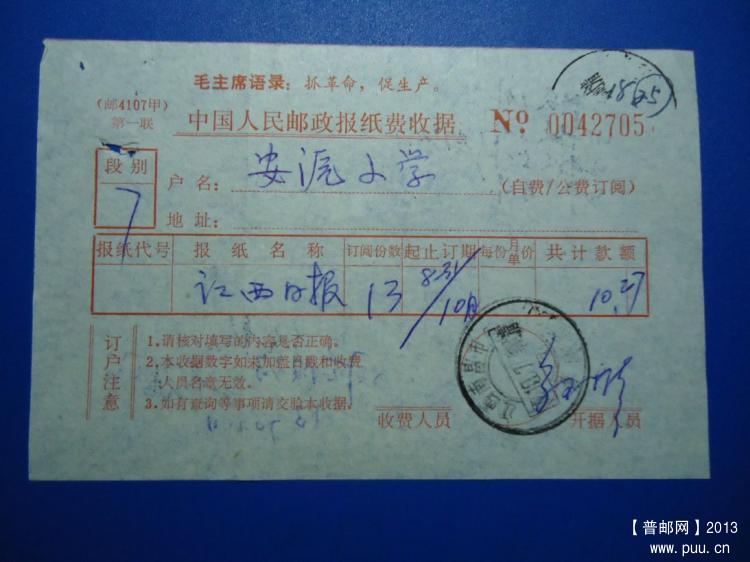 毛主席语录：抓革命，促生产。
（邮4107甲）
第一联
中国人民邮政报纸费收据 No 0042705
段别
7
户名： 小学 （自费/公费订阅）
地址：
报纸代号 报纸名称 订阅份数 起止订期 每份月单价 共计款额
江西日报 13 10月 10.27
订户注意
1.请核对填写的内容是否正确。
2.本收据数字如未加盖日戳和收费
人员名章无效。
3.如有查询等事项请交验本收据。
收费人员 开据人员
江西南昌市
【普邮网】2013
www.puu.cn